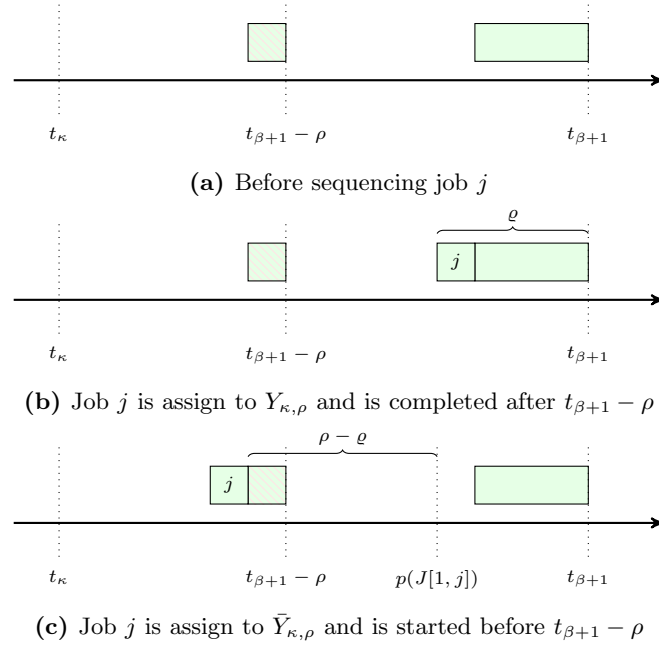 t_κ t_{β+1} − ρ t_{β+1}
(a) Before sequencing job j
ϱ
j
t_κ t_{β+1} − ρ t_{β+1}
(b) Job j is assign to Y_{κ,ρ} and is completed after t_{β+1} − ρ
ρ − ϱ
j
t_κ t_{β+1} − ρ p(J[1, j]) t_{β+1}
(c) Job j is assign to Ȳ_{κ,ρ} and is started before t_{β+1} − ρ